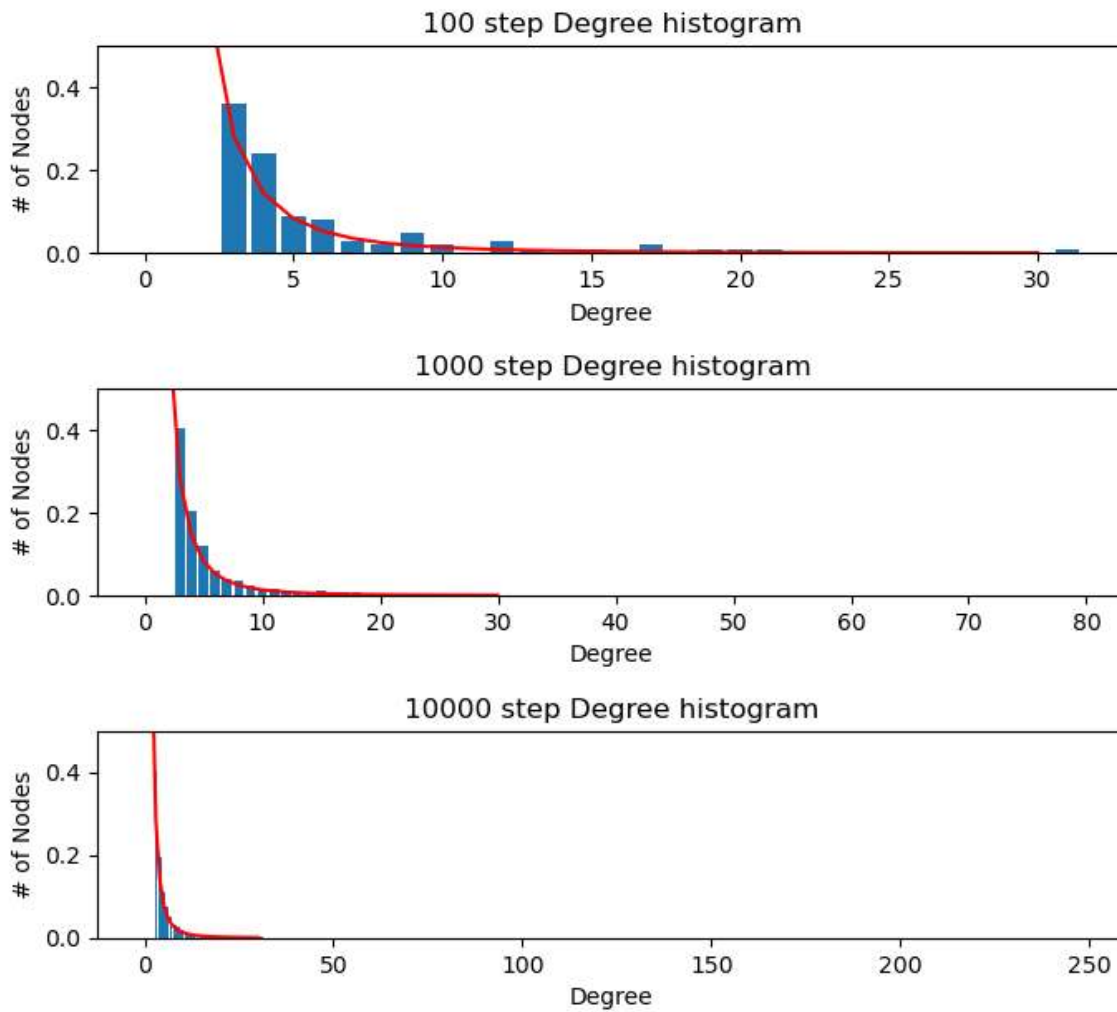 100 step Degree histogram
# of Nodes
0.4
0.2
0.0
0 5 10 15 20 25 30
Degree
1000 step Degree histogram
# of Nodes
0.4
0.2
0.0
0 10 20 30 40 50 60 70 80
Degree
10000 step Degree histogram
# of Nodes
0.4
0.2
0.0
0 50 100 150 200 250
Degree